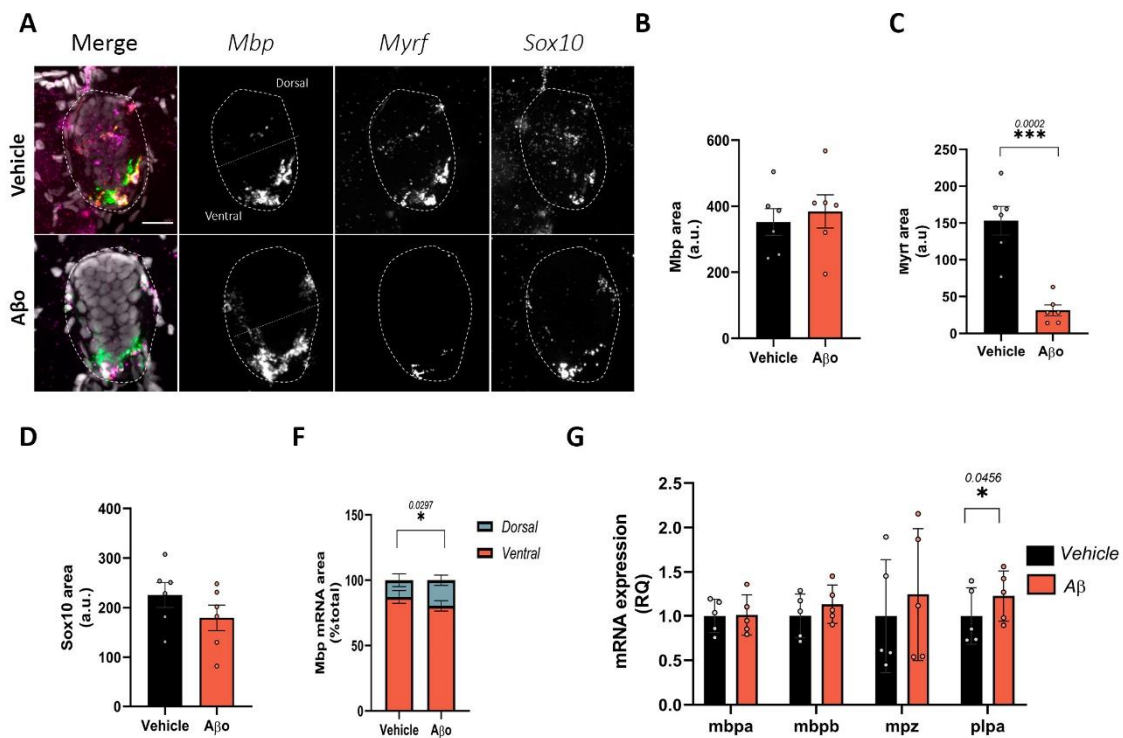 A
Merge
Mbp
Myrf
Sox10
Vehicle
Dorsal
Ventral
Aβo
B
Mbp area
(a.u.)
600
400
200
0
Vehicle
Aβo
C
0.0002
***
Myrt area
(a.u)
250
200
150
100
50
0
Vehicle
Aβo
D
Sox10 area
(a.u.)
400
300
200
100
0
Vehicle
Aβo
F
0.0297
*
Mbp mRNA area
(%total)
150
100
50
0
Vehicle
Aβo
Dorsal
Ventral
G
0.0456
*
mRNA expression
(RQ)
2.5
2.0
1.5
1.0
0.5
0.0
mbpa
mbpb
mpz
plpa
Vehicle
Aβ